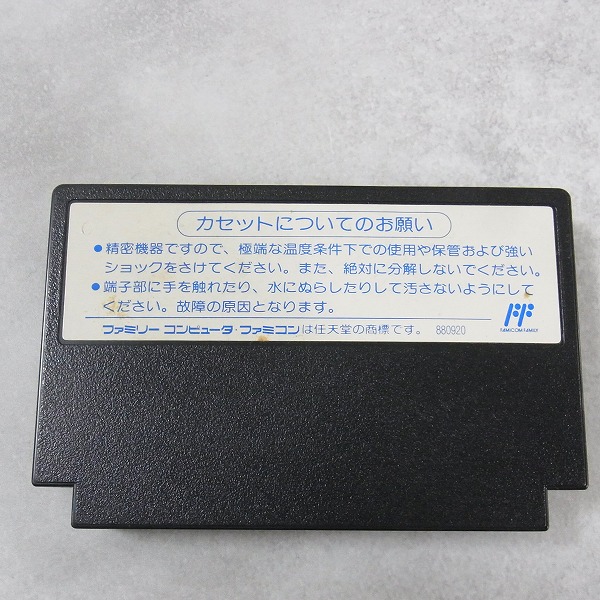 カセットについてのお願い
●精密機器ですので、極端な温度条件下での使用や保管および強い
ショックをさけてください。また、絶対に分解しないでください。
●端子部に手を触れたり、水にぬらしたりして汚さないようにして
ください。故障の原因となります。
ファミリーコンピュータ・ファミコンは任天堂の商標です。 880920
FAMICOM FAMILY